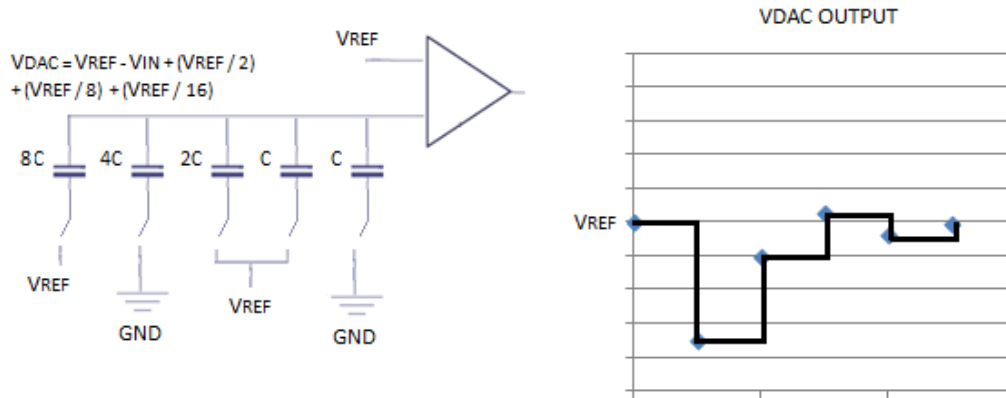 VDAC OUTPUT
VREF
VDAC = VREF - VIN + (VREF / 2)
+ (VREF / 8) + (VREF / 16)
8C
4C
2C
C
C
VREF
VREF
VREF
GND
GND